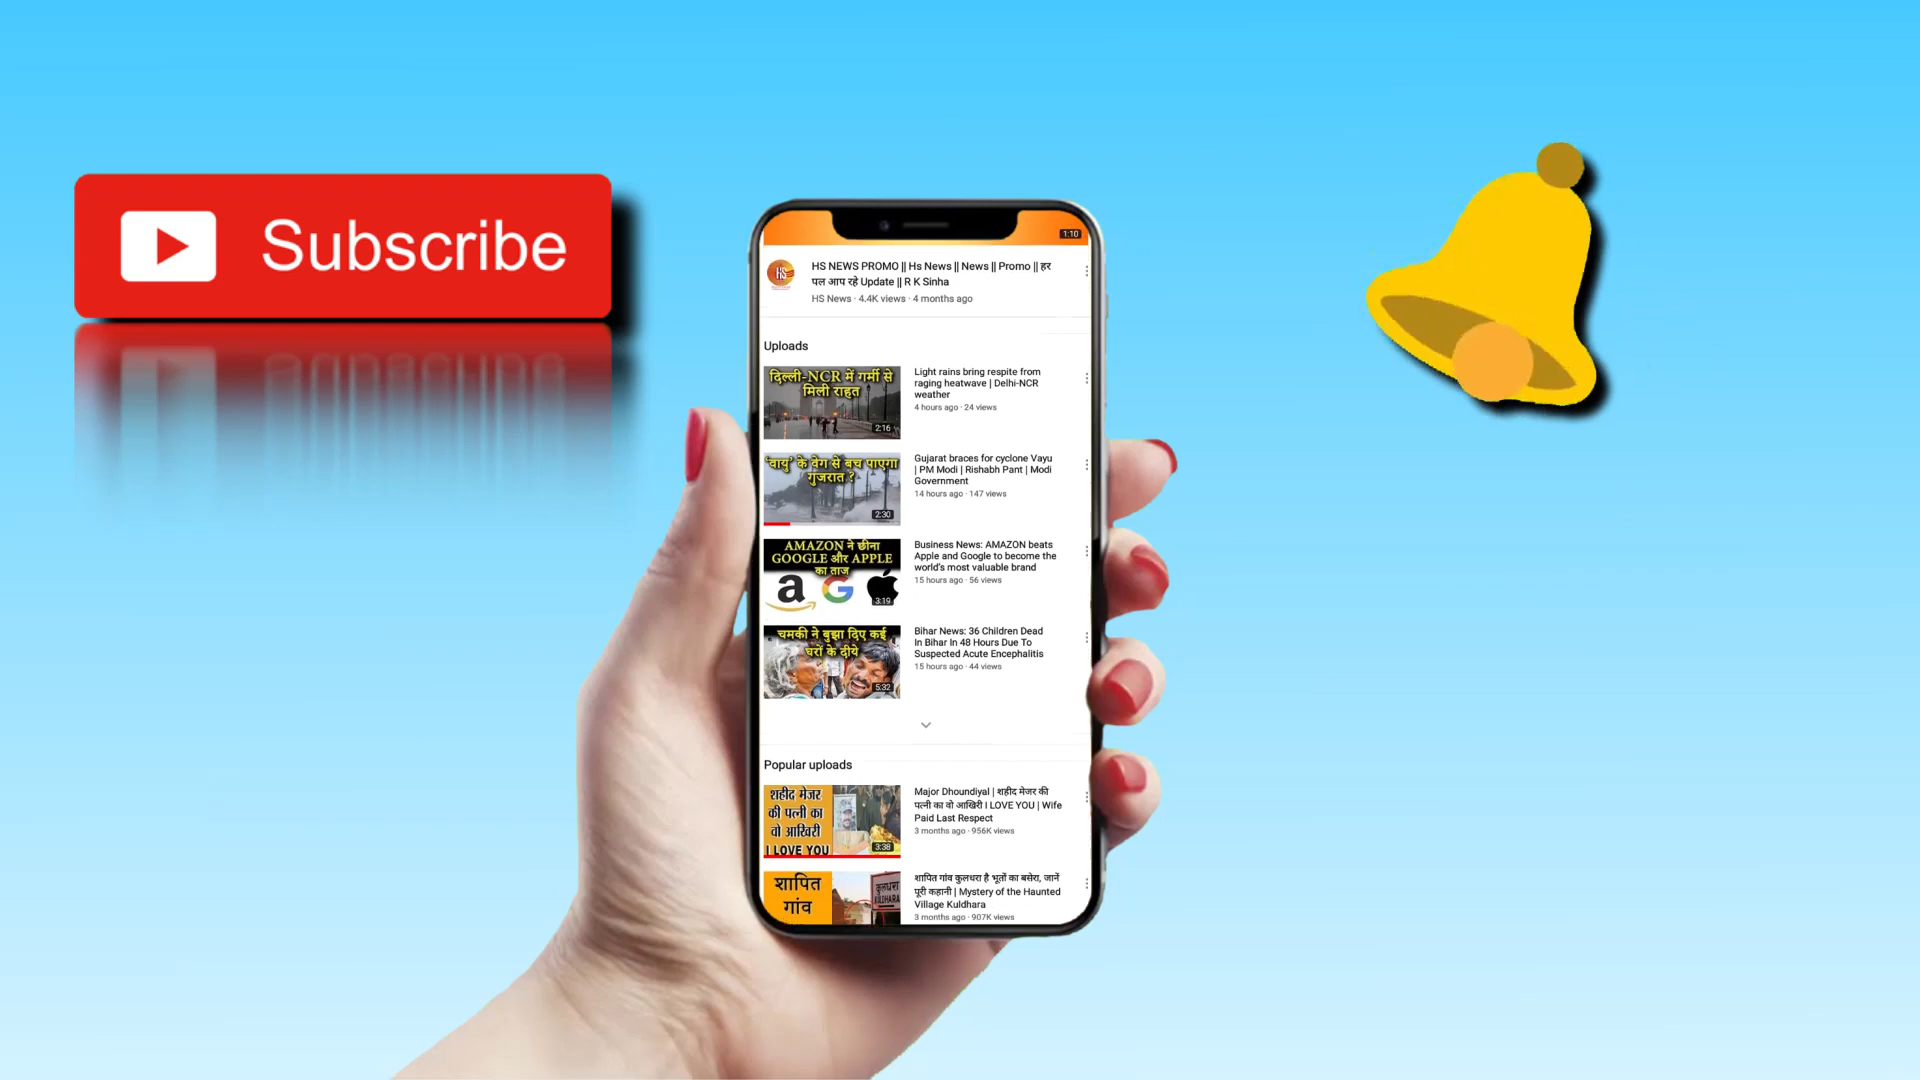 Subscribe
1:10
HS
HS NEWS PROMO || Hs News || News || Promo || हर
पल आप रहे Update || R K Sinha
HS News · 4.4K views · 4 months ago
Uploads
दिल्ली-NCR में गर्मी से
मिली राहत
2:16
Light rains bring respite from
raging heatwave | Delhi-NCR
weather
4 hours ago · 24 views
'वायु' के वेग से बच पाएगा
गुजरात ?
2:30
Gujarat braces for cyclone Vayu
| PM Modi | Rishabh Pant | Modi
Government
14 hours ago · 147 views
AMAZON ने छीना
GOOGLE और APPLE
का ताज
a G
3:19
Business News: AMAZON beats
Apple and Google to become the
world's most valuable brand
15 hours ago · 56 views
चमकी ने बुझा दिए कई
घरों के दीये
5:32
Bihar News: 36 Children Dead
In Bihar In 48 Hours Due To
Suspected Acute Encephalitis
15 hours ago · 44 views
Popular uploads
शहीद मेजर
की पत्नी का
वो आखिरी
I LOVE YOU
3:38
Major Dhoundiyal | शहीद मेजर की
पत्नी का वो आखिरी I LOVE YOU | Wife
Paid Last Respect
3 months ago · 956K views
शापित
गांव
कुलधरा
KULDHARA
शापित गांव कुलधरा है भूतों का बसेरा, जानें
पूरी कहानी | Mystery of the Haunted
Village Kuldhara
3 months ago · 907K views